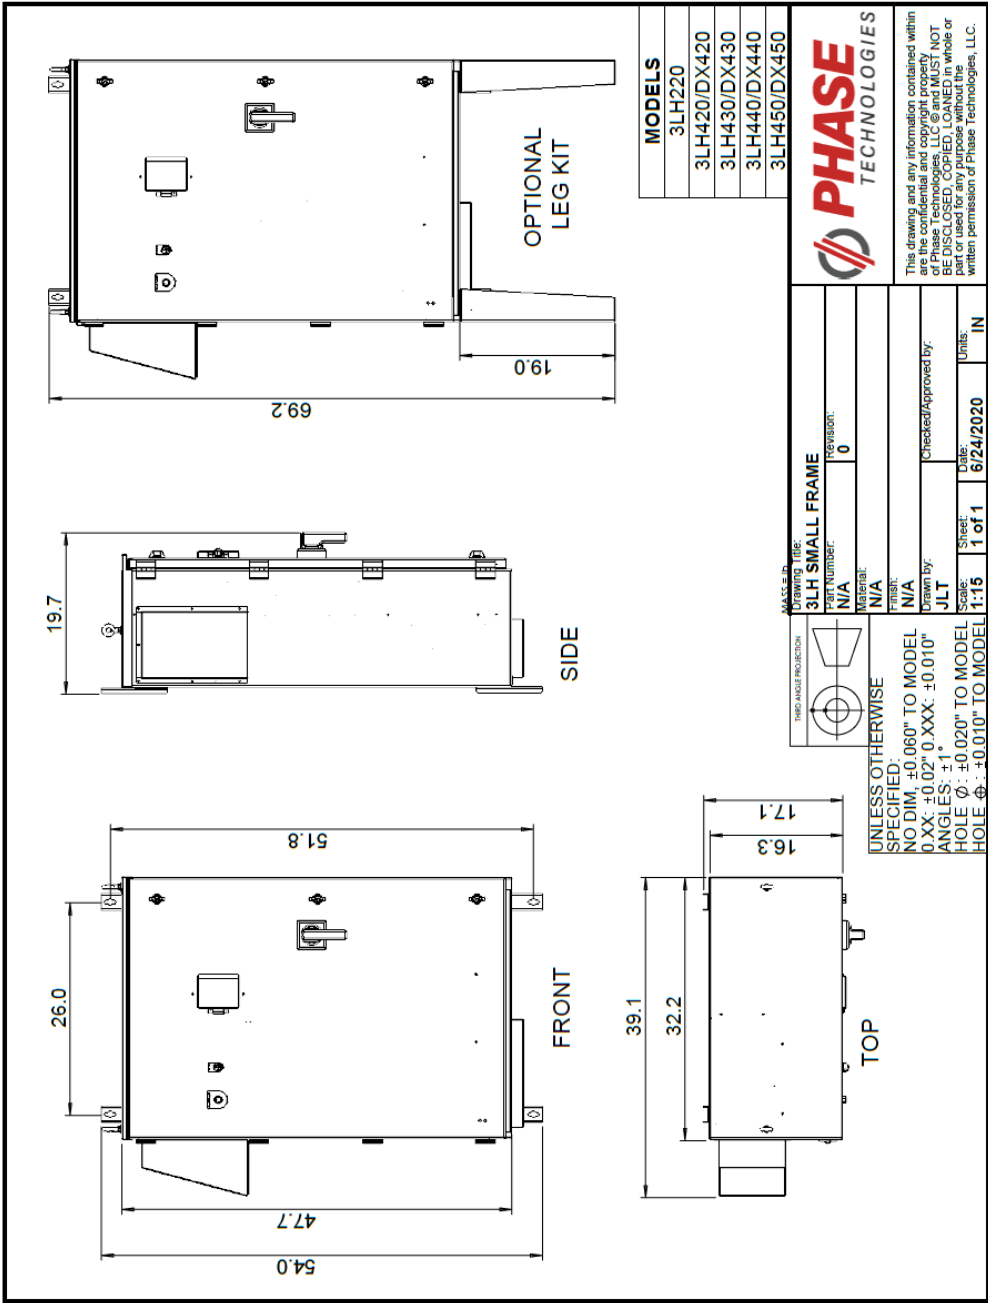 26.0
51.8
47.7
54.0
FRONT
19.7
SIDE
69.2
19.0
OPTIONAL
LEG KIT
39.1
32.2
17.1
16.3
TOP
MODELS
3LH220
3LH420/DX420
3LH430/DX430
3LH440/DX440
3LH450/DX450
UNLESS OTHERWISE
SPECIFIED:
NO DIM, ±0.060" TO MODEL
0.XX: ±0.02" 0.XXX: ±0.010"
ANGLES: ±1°
HOLE ∅ : ±0.020" TO MODEL
HOLE ⌖ : ±0.010" TO MODEL
THIRD ANGLE PROJECTION
Drawing Title:
3LH SMALL FRAME
Part Number:
N/A
Revision:
0
Material:
N/A
Finish:
N/A
Drawn by:
JLT
Checked/Approved by:
Scale:
1:15
Sheet:
1 of 1
Date:
6/24/2020
Units:
IN
PHASE
TECHNOLOGIES
This drawing and any information contained within
are the confidential and copyright property
of Phase Technologies, LLC © and MUST NOT
BE DISCLOSED, COPIED, LOANED in whole or
part or used for any purpose without the
written permission of Phase Technologies, LLC.